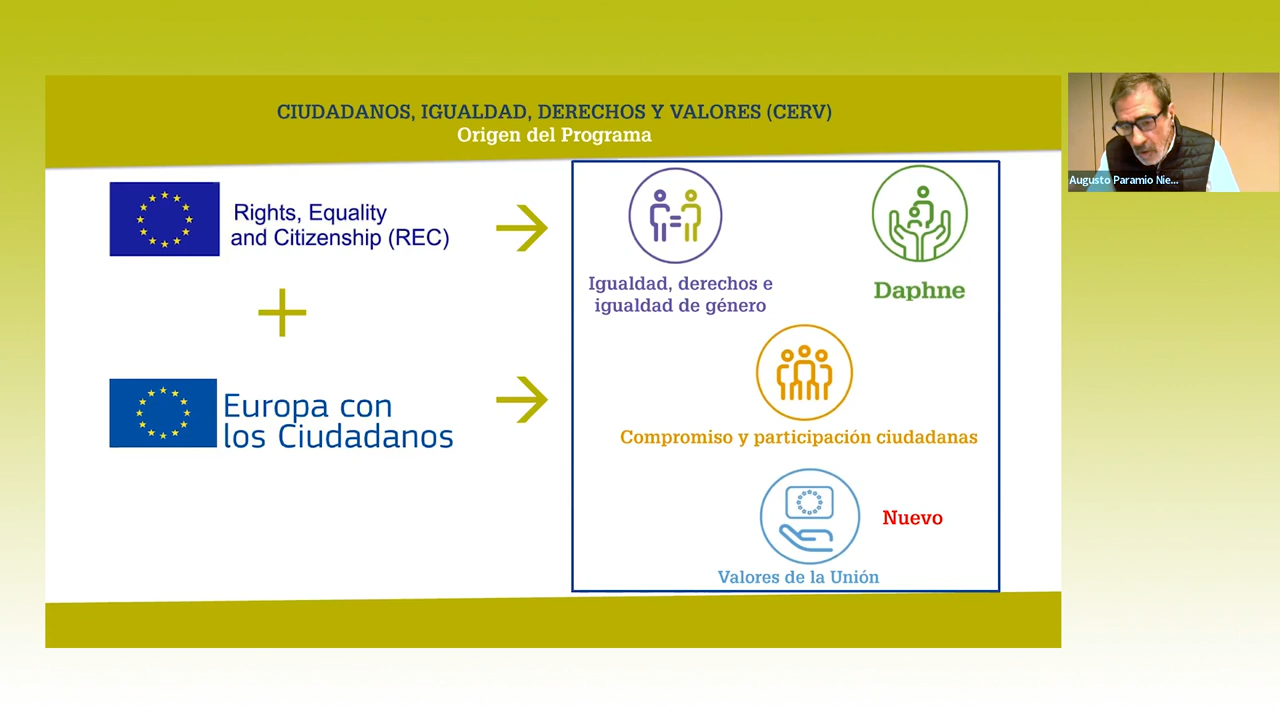 CIUDADANOS, IGUALDAD, DERECHOS Y VALORES (CERV)
Origen del Programa
Rights, Equality
and Citizenship (REC)
Europa con
los Ciudadanos
Igualdad, derechos e
igualdad de género
Daphne
Compromiso y participación ciudadanas
Nuevo
Valores de la Unión
Augusto Paramio Nie...